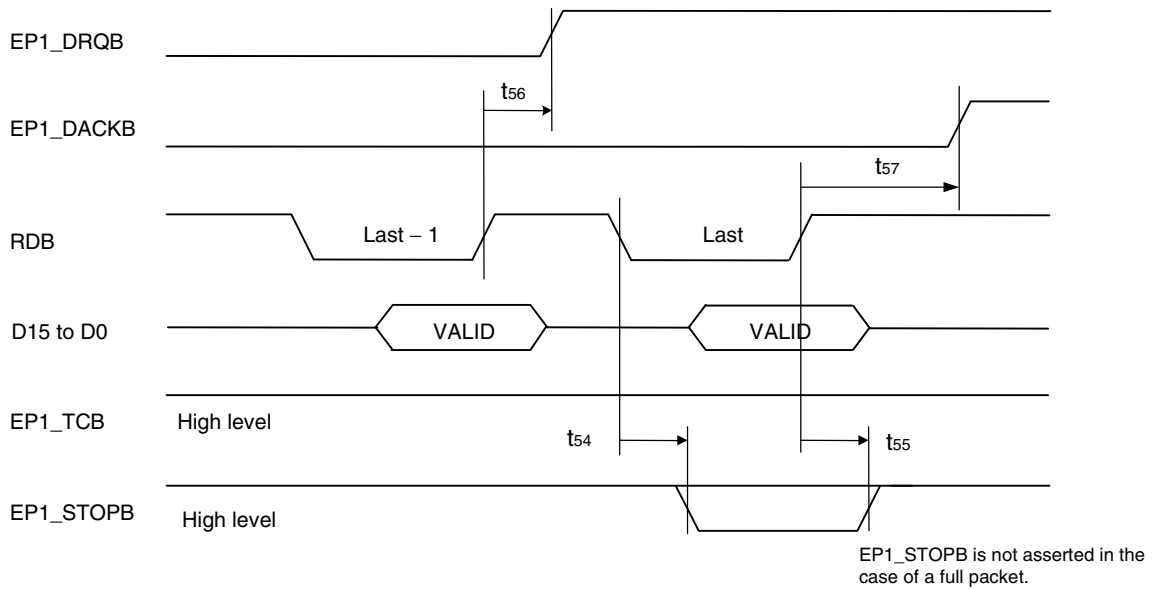 EP1_DRQB
t56
EP1_DACKB
t57
RDB
Last – 1
Last
D15 to D0
VALID
VALID
EP1_TCB
High level
t54
t55
EP1_STOPB
High level
EP1_STOPB is not asserted in the
case of a full packet.